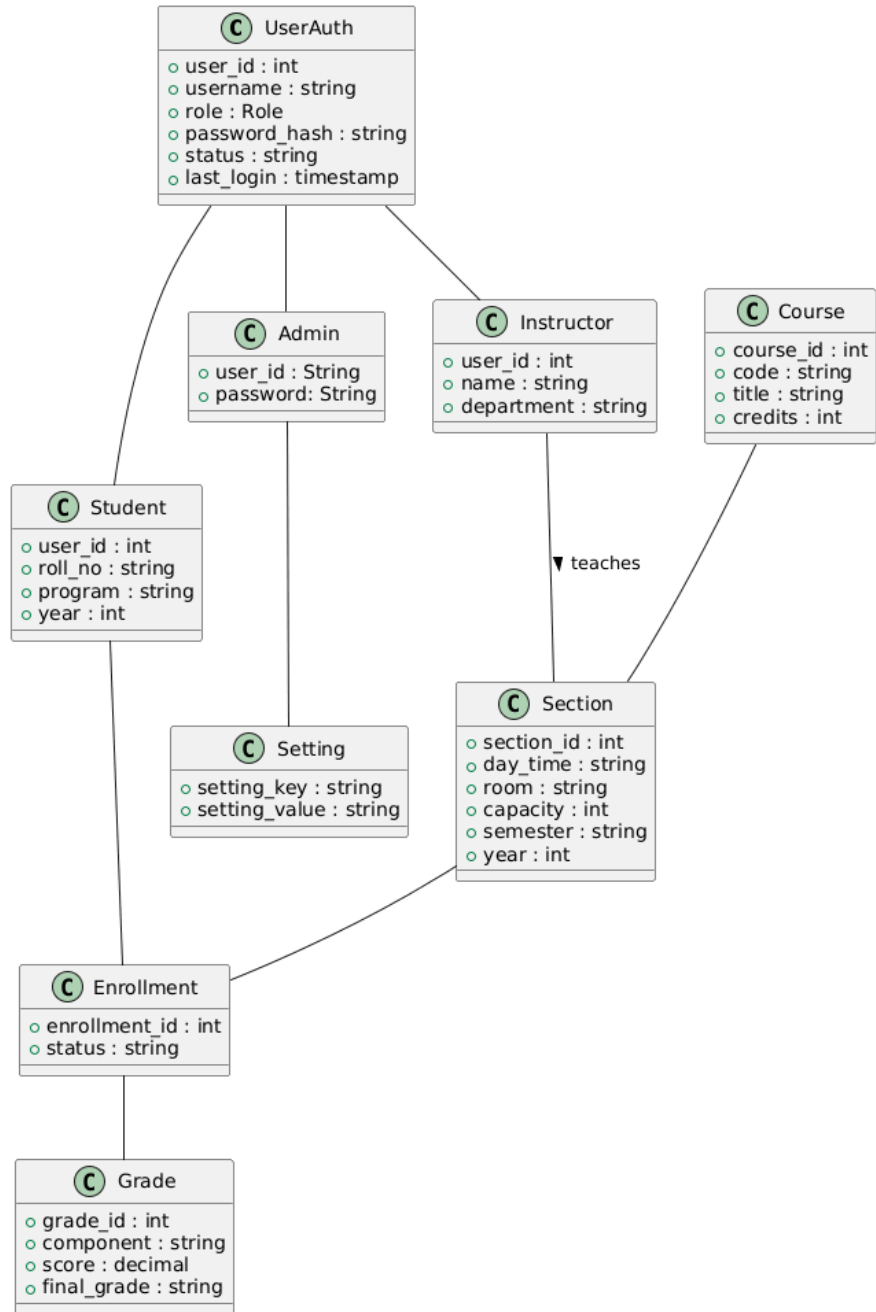 C UserAuth
user_id : int
username : string
role : Role
password_hash : string
status : string
last_login : timestamp
C Admin
user_id : String
password: String
C Instructor
user_id : int
name : string
department : string
C Course
course_id : int
code : string
title : string
credits : int
C Student
user_id : int
roll_no : string
program : string
year : int
teaches
C Setting
setting_key : string
setting_value : string
C Section
section_id : int
day_time : string
room : string
capacity : int
semester : string
year : int
C Enrollment
enrollment_id : int
status : string
C Grade
grade_id : int
component : string
score : decimal
final_grade : string